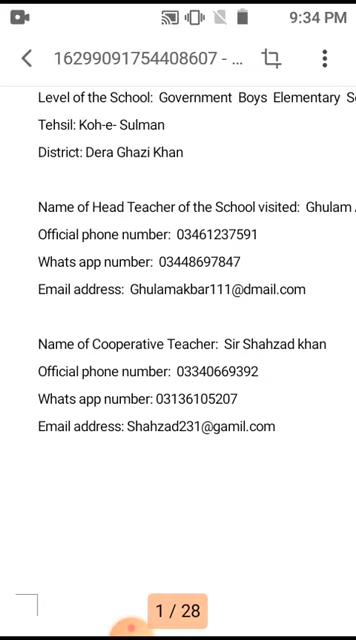 9:34 PM
16299091754408607 - ...
Level of the School: Government Boys Elementary
Tehsil: Koh-e- Sulman
District: Dera Ghazi Khan
Name of Head Teacher of the School visited: Ghulam
Official phone number: 03461237591
Whats app number: 03448697847
Email address: Ghulamakbar111@dmail.com
Name of Cooperative Teacher: Sir Shahzad khan
Official phone number: 03340669392
Whats app number: 03136105207
Email address: Shahzad231@gamil.com
1 / 28